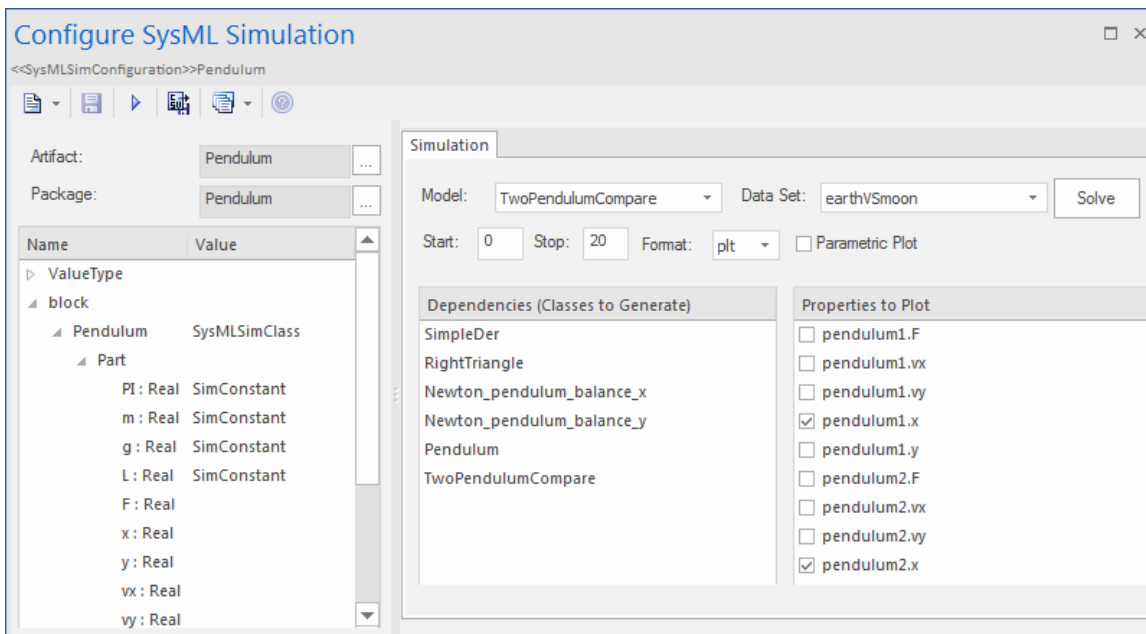 Configure SysML Simulation
<<SysMLSimConfiguration>>Pendulum
Artifact: Pendulum ...
Package: Pendulum ...
Name Value
ValueType
block
Pendulum SysMLSimClass
Part
PI : Real SimConstant
m : Real SimConstant
g : Real SimConstant
L : Real SimConstant
F : Real
x : Real
y : Real
vx : Real
vy : Real
Simulation
Model: TwoPendulumCompare Data Set: earthVSmoon Solve
Start: 0 Stop: 20 Format: plt Parametric Plot
Dependencies (Classes to Generate)
SimpleDer
RightTriangle
Newton_pendulum_balance_x
Newton_pendulum_balance_y
Pendulum
TwoPendulumCompare
Properties to Plot
pendulum1.F
pendulum1.vx
pendulum1.vy
pendulum1.x
pendulum1.y
pendulum2.F
pendulum2.vx
pendulum2.vy
pendulum2.x